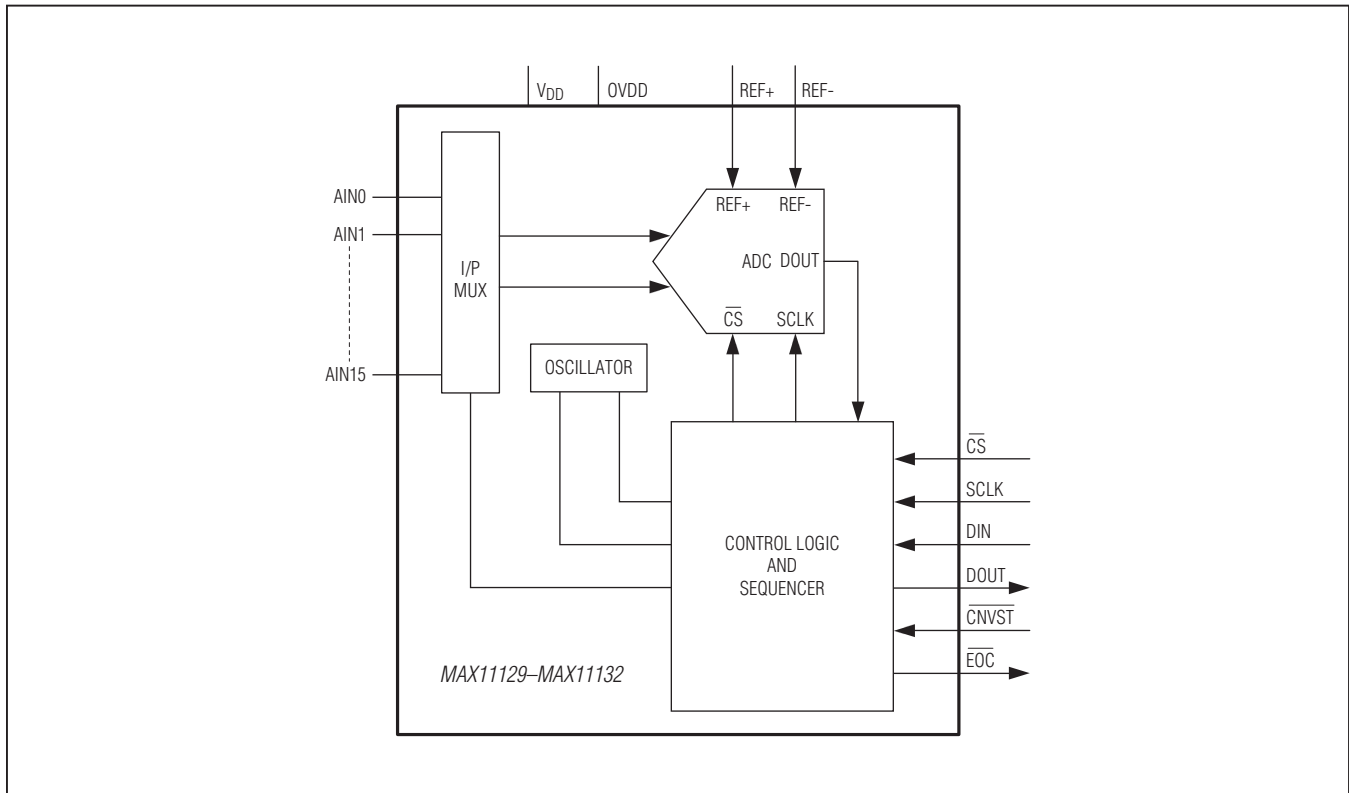 VDD OVDD REF+ REF-
AIN0
AIN1
AIN15
I/P
MUX
REF+ REF-
ADC DOUT
CS SCLK
OSCILLATOR
CONTROL LOGIC
AND
SEQUENCER
CS
SCLK
DIN
DOUT
CNVST
EOC
MAX11129–MAX11132